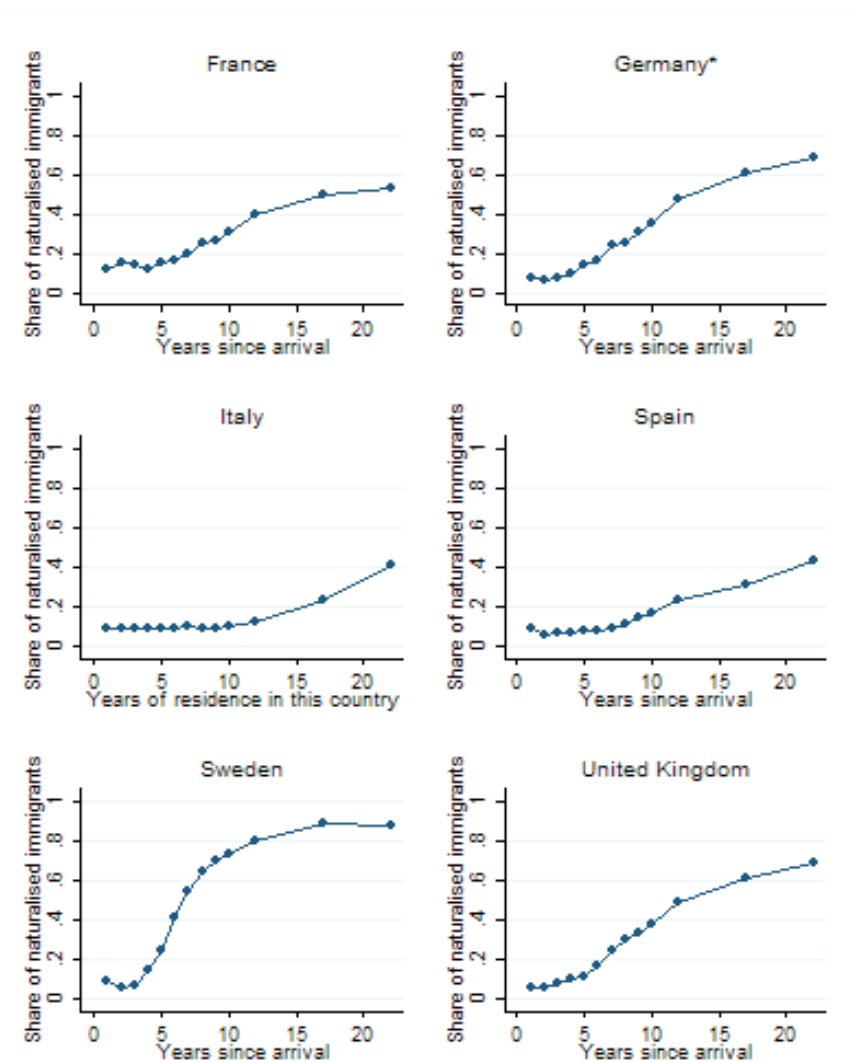 France
Share of naturalised immigrants
0 .2 .4 .6 .8 1
0 5 10 15 20
Years since arrival
Germany*
Share of naturalised immigrants
0 .2 .4 .6 .8 1
0 5 10 15 20
Years since arrival
Italy
Share of naturalised immigrants
0 .2 .4 .6 .8 1
0 5 10 15 20
Years of residence in this country
Spain
Share of naturalised immigrants
0 .2 .4 .6 .8 1
0 5 10 15 20
Years since arrival
Sweden
Share of naturalised immigrants
0 .2 .4 .6 .8 1
0 5 10 15 20
Years since arrival
United Kingdom
Share of naturalised immigrants
0 .2 .4 .6 .8 1
0 5 10 15 20
Years since arrival